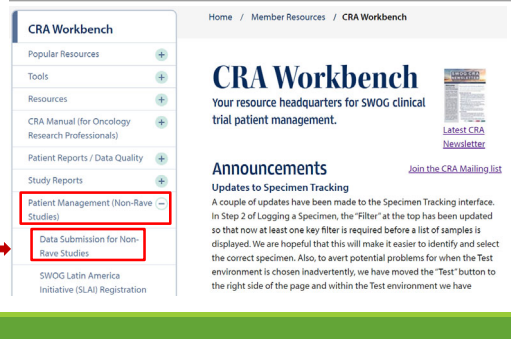 Home / Member Resources / CRA Workbench
CRA Workbench
Popular Resources
Tools
Resources
CRA Manual (for Oncology
Research Professionals)
Patient Reports / Data Quality
Study Reports
Patient Management (Non-Rave
Studies)
Data Submission for Non-
Rave Studies
SWOG Latin America
Initiative (SLAI) Registration
CRA Workbench
Your resource headquarters for SWOG clinical
trial patient management.
Latest CRA
Newsletter
Announcements
Join the CRA Mailing list
Updates to Specimen Tracking
A couple of updates have been made to the Specimen Tracking interface.
In Step 2 of Logging a Specimen, the “Filter” at the top has been updated
so that now at least one key filter is required before a list of samples is
displayed. We are hopeful that this will make it easier to identify and select
the correct specimen. Also, to avert potential problems for when the Test
environment is chosen inadvertently, we have moved the “Test” button to
the right side of the page and within the Test environment we have